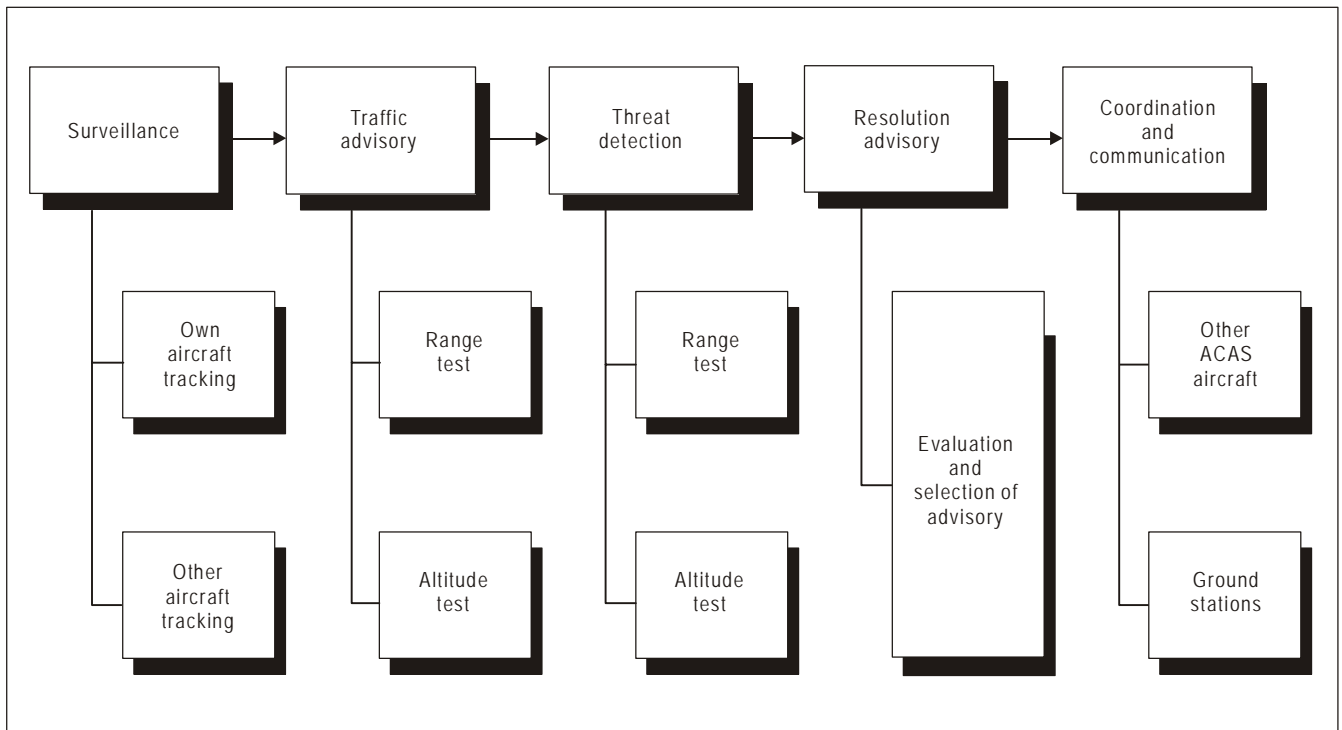 Surveillance
Traffic
advisory
Threat
detection
Resolution
advisory
Coordination
and
communication
Own
aircraft
tracking
Range
test
Range
test
Other
ACAS
aircraft
Evaluation
and
selection of
advisory
Other
aircraft
tracking
Altitude
test
Altitude
test
Ground
stations